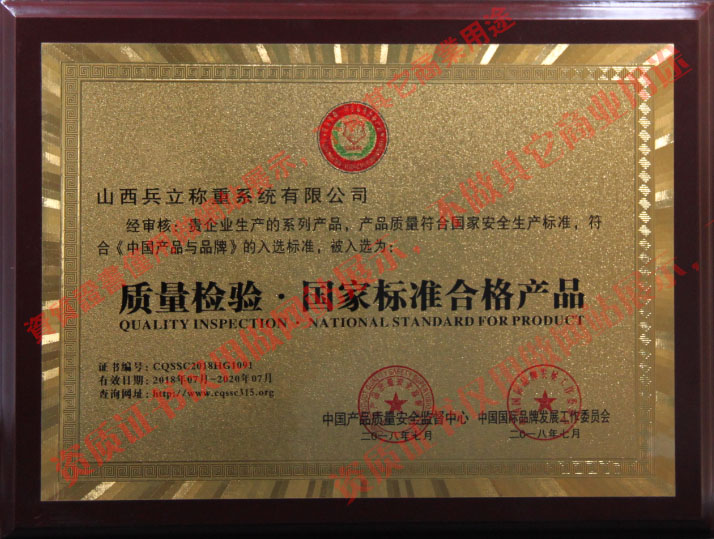 山西兵立称重系统有限公司
经审核：贵企业生产的系列产品，产品质量符合国家安全生产标准，符
合《中国产品与品牌》的入选标准，被入选为：
质量检验·国家标准合格产品
QUALITY INSPECTION · NATIONAL STANDARD FOR PRODUCT
证书编号：CQSSC2018HG1091
有效日期：2018年07月-2020年07月
查询网址：http://www.cqssc315.org
中国产品质量安全监督中心 中国国际品牌发展工作委员会
二〇一八年七月 二〇一八年七月